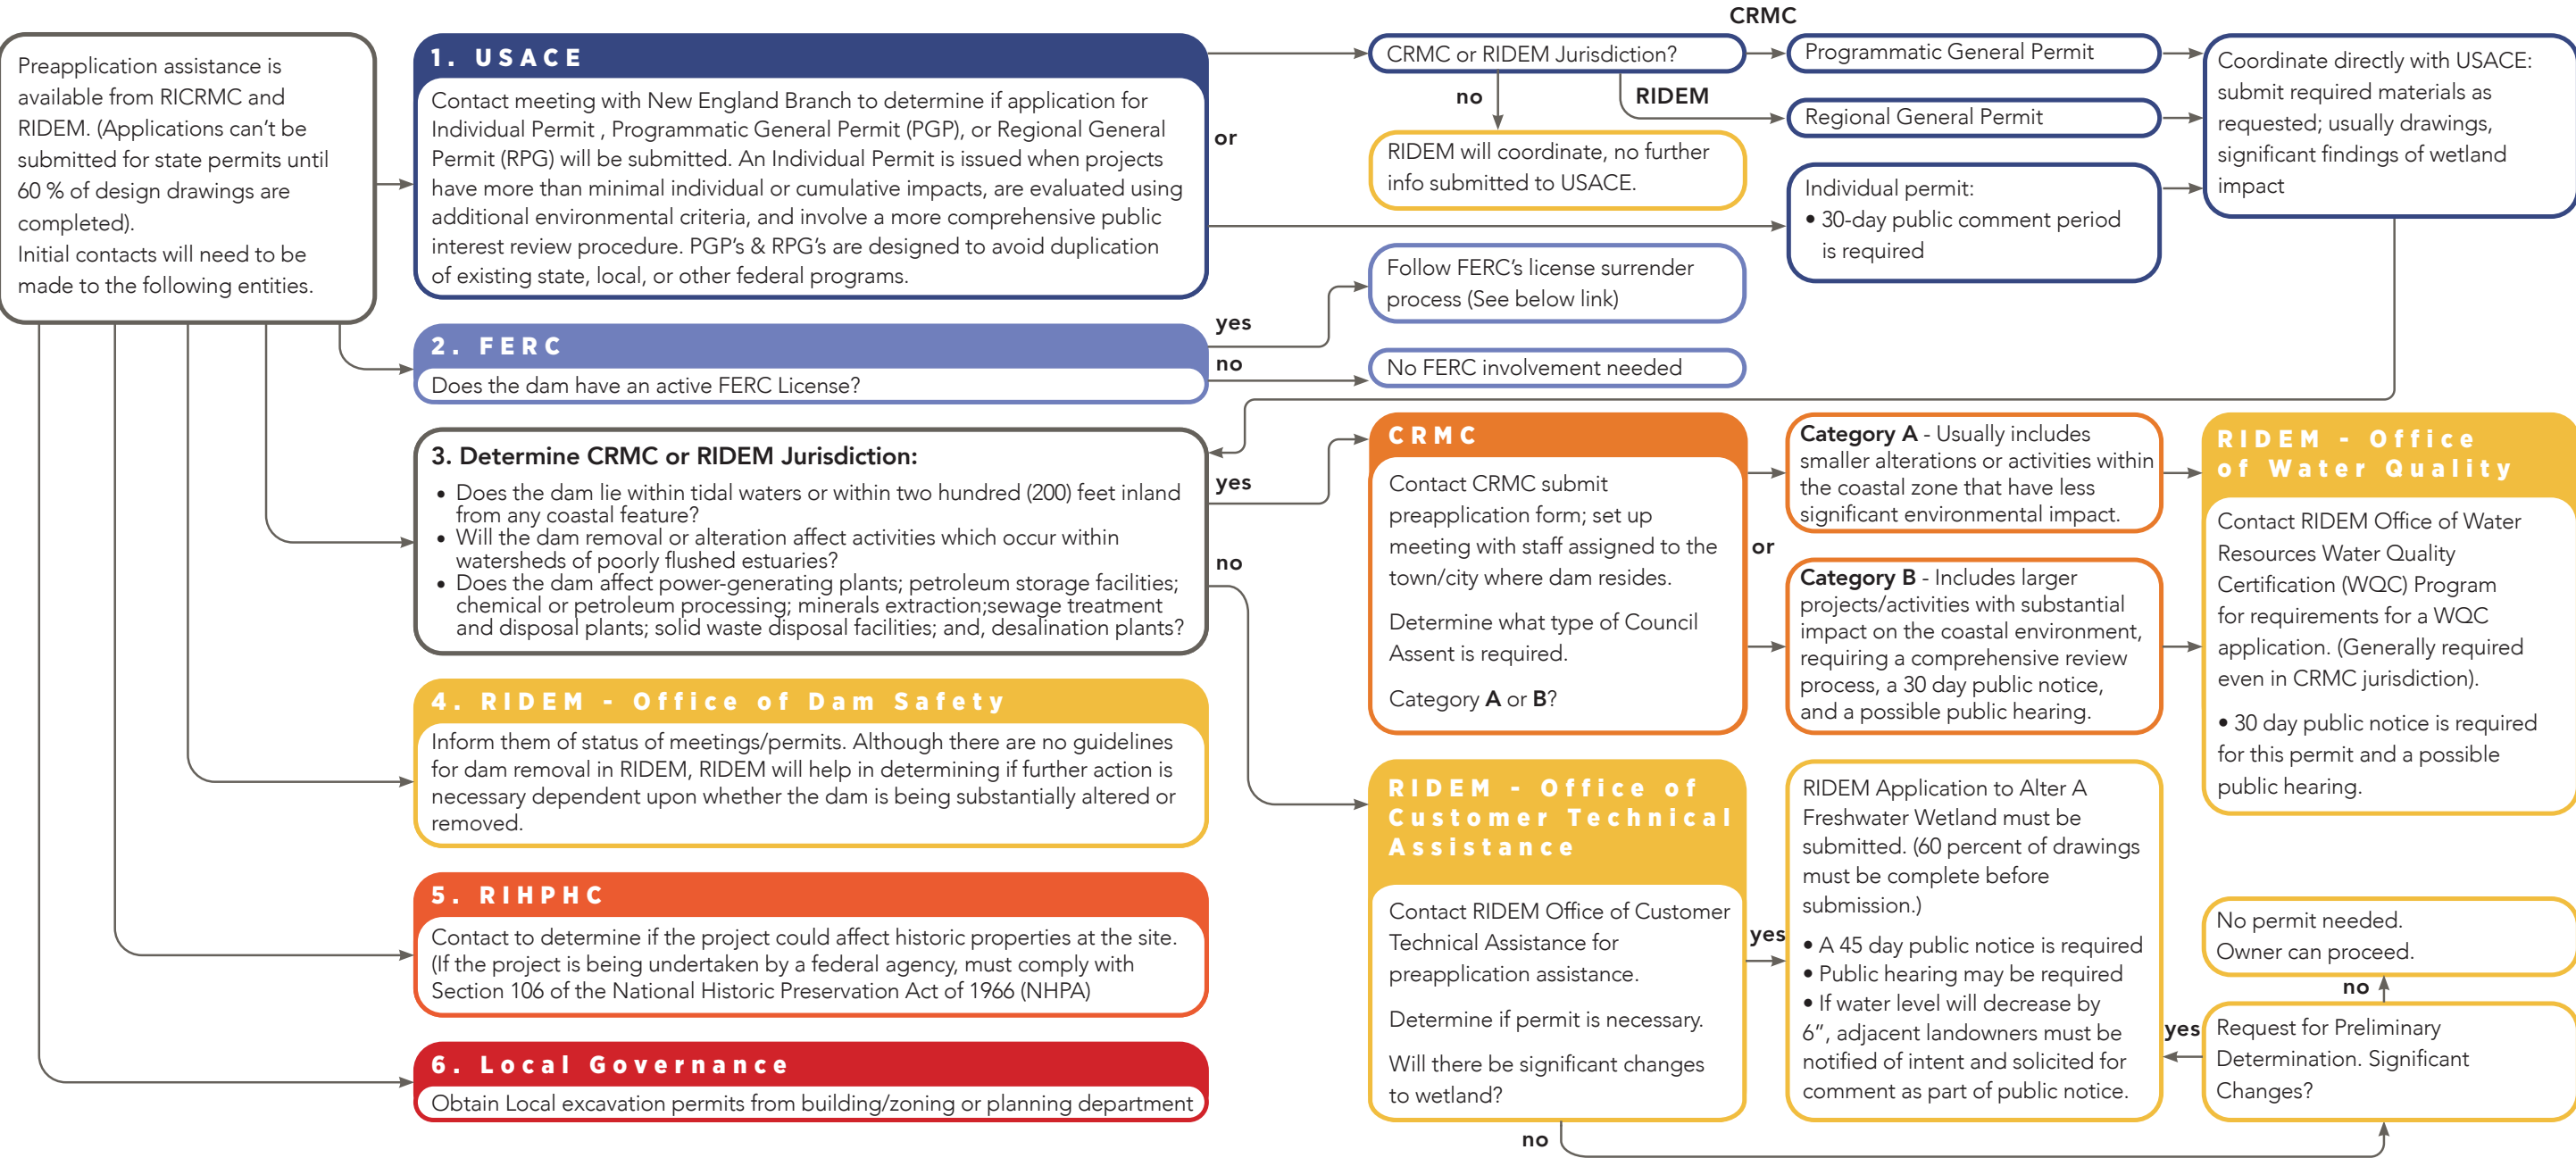 Preapplication assistance is
available from RICRMC and
RIDEM. (Applications can't be
submitted for state permits until
60 % of design drawings are
completed).
Initial contacts will need to be
made to the following entities.
1. USACE
Contact meeting with New England Branch to determine if application for
Individual Permit , Programmatic General Permit (PGP), or Regional General
Permit (RPG) will be submitted. An Individual Permit is issued when projects
have more than minimal individual or cumulative impacts, are evaluated using
additional environmental criteria, and involve a more comprehensive public
interest review procedure. PGP's & RPG's are designed to avoid duplication
of existing state, local, or other federal programs.
or
CRMC or RIDEM Jurisdiction?
no
RIDEM
RIDEM will coordinate, no further
info submitted to USACE.
CRMC
Programmatic General Permit
Regional General Permit
Individual permit:
• 30-day public comment period
is required
Coordinate directly with USACE:
submit required materials as
requested; usually drawings,
significant findings of wetland
impact
2. FERC
Does the dam have an active FERC License?
yes
no
Follow FERC's license surrender
process (See below link)
No FERC involvement needed
3. Determine CRMC or RIDEM Jurisdiction:
• Does the dam lie within tidal waters or within two hundred (200) feet inland
from any coastal feature?
• Will the dam removal or alteration affect activities which occur within
watersheds of poorly flushed estuaries?
• Does the dam affect power-generating plants; petroleum storage facilities;
chemical or petroleum processing; minerals extraction;sewage treatment
and disposal plants; solid waste disposal facilities; and, desalination plants?
yes
no
CRMC
Contact CRMC submit
preapplication form; set up
meeting with staff assigned to the
town/city where dam resides.
Determine what type of Council
Assent is required.
Category A or B?
or
Category A - Usually includes
smaller alterations or activities within
the coastal zone that have less
significant environmental impact.
Category B - Includes larger
projects/activities with substantial
impact on the coastal environment,
requiring a comprehensive review
process, a 30 day public notice,
and a possible public hearing.
RIDEM - Office
of Water Quality
Contact RIDEM Office of Water
Resources Water Quality
Certification (WQC) Program
for requirements for a WQC
application. (Generally required
even in CRMC jurisdiction).
• 30 day public notice is required
for this permit and a possible
public hearing.
4. RIDEM - Office of Dam Safety
Inform them of status of meetings/permits. Although there are no guidelines
for dam removal in RIDEM, RIDEM will help in determining if further action is
necessary dependent upon whether the dam is being substantially altered or
removed.
5. RIHPHC
Contact to determine if the project could affect historic properties at the site.
(If the project is being undertaken by a federal agency, must comply with
Section 106 of the National Historic Preservation Act of 1966 (NHPA)
6. Local Governance
Obtain Local excavation permits from building/zoning or planning department
RIDEM - Office of
Customer Technical
Assistance
Contact RIDEM Office of Customer
Technical Assistance for
preapplication assistance.
Determine if permit is necessary.
Will there be significant changes
to wetland?
yes
no
RIDEM Application to Alter A
Freshwater Wetland must be
submitted. (60 percent of drawings
must be complete before
submission.)
• A 45 day public notice is required
• Public hearing may be required
• If water level will decrease by
6", adjacent landowners must be
notified of intent and solicited for
comment as part of public notice.
No permit needed.
Owner can proceed.
no
yes
Request for Preliminary
Determination. Significant
Changes?